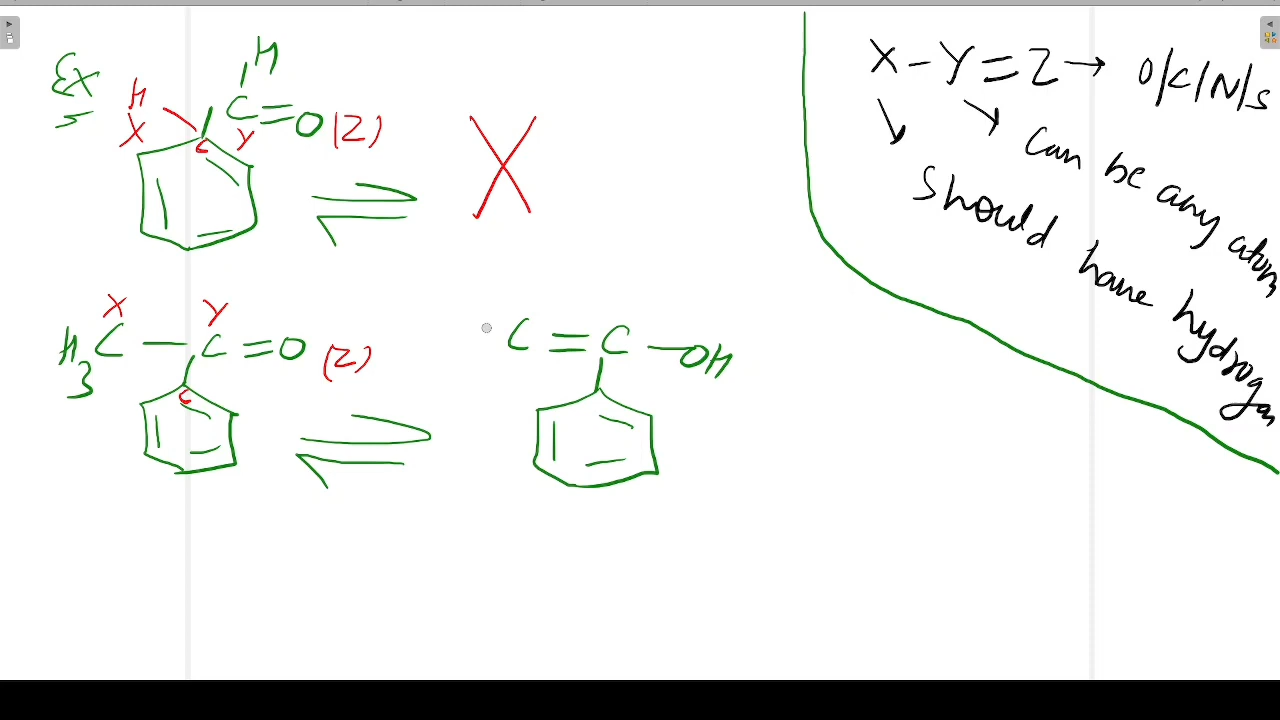 Ex
H
H C=O (Z)
X C Y
X
X Y
H3C-C=O (Z)
C
C=C-OH
X-Y=Z→ O/C/N/S
can be any atom
should have hydrogen